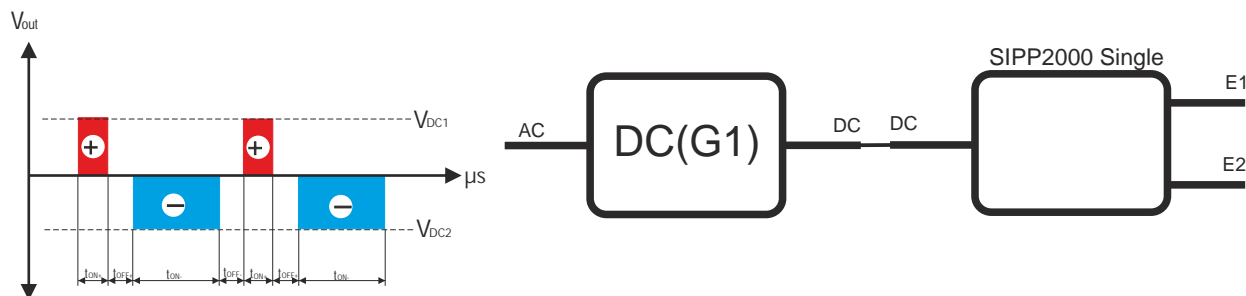 Vout
VDC1
+ +
µs
− −
VDC2
tON+ tOFF+ tON- tOFF- tON+ tOFF+ tON-
SIPP2000 Single
AC
DC(G1)
DC
DC
E1
E2